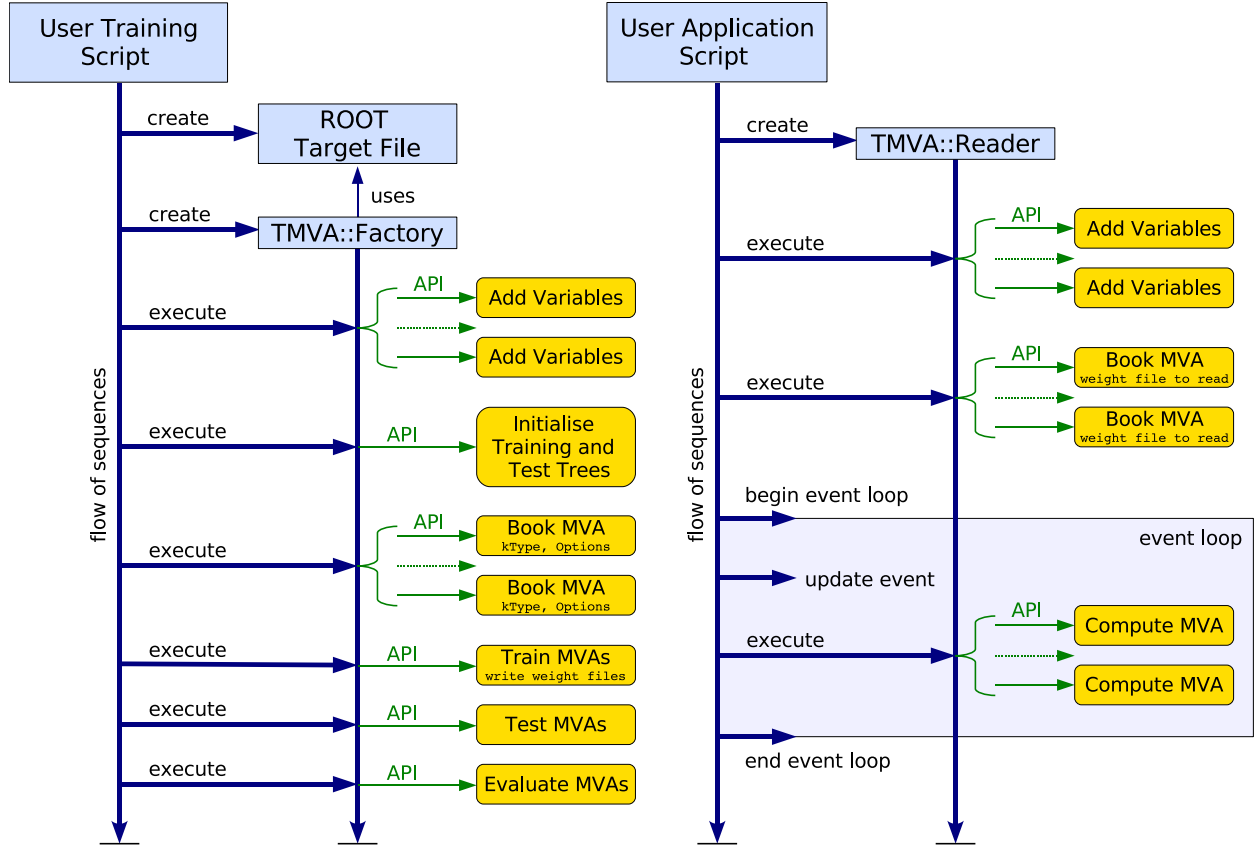 User Training
Script
create
ROOT
Target File
uses
create
TMVA::Factory
execute
API
Add Variables
Add Variables
execute
API
Initialise
Training and
Test Trees
flow of sequences
execute
API
Book MVA
kType, Options
Book MVA
kType, Options
execute
API
Train MVAs
write weight files
execute
API
Test MVAs
execute
API
Evaluate MVAs
User Application
Script
create
TMVA::Reader
execute
API
Add Variables
Add Variables
execute
API
Book MVA
weight file to read
Book MVA
weight file to read
flow of sequences
begin event loop
event loop
update event
execute
API
Compute MVA
Compute MVA
end event loop